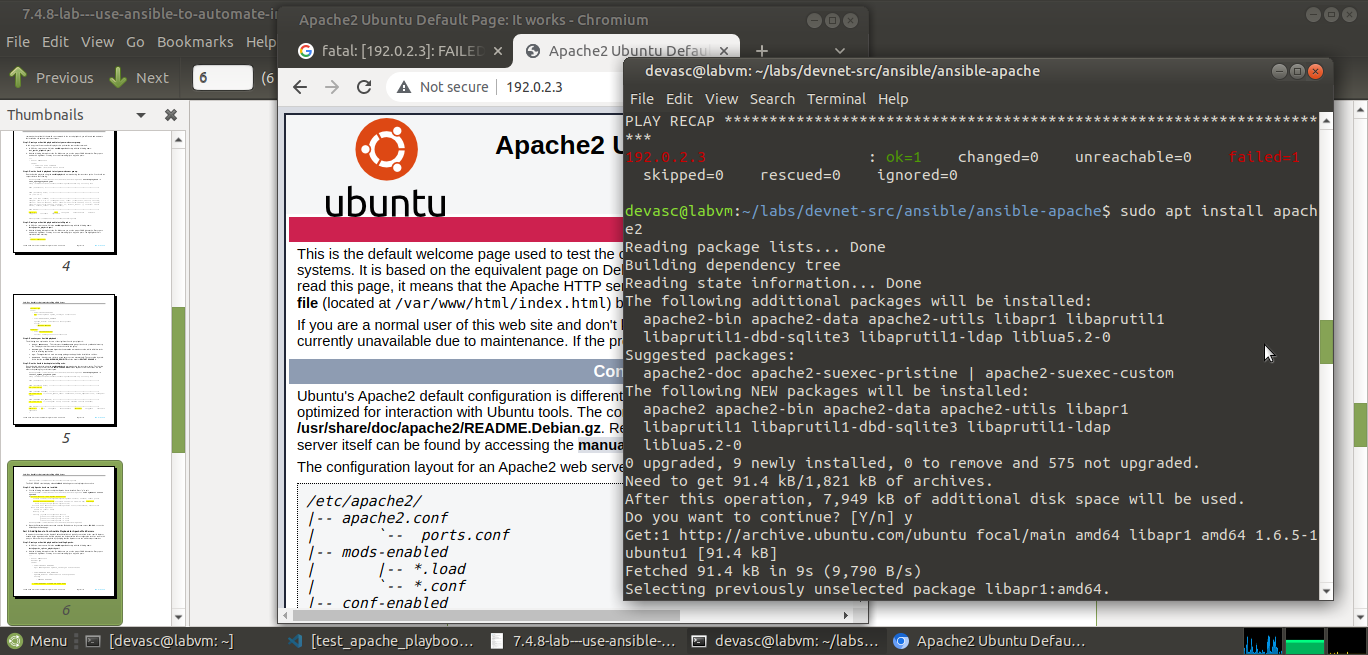 7.4.8-lab---use-ansible-to-automate-i
File Edit View Go Bookmarks Help
Previous Next 6 (6
Thumbnails
4
5
6
Apache2 Ubuntu Default Page: It works - Chromium
fatal: [192.0.2.3]: FAILED
Apache2 Ubuntu Defau
Not secure 192.0.2.3
Apache2 U
ubuntu
This is the default welcome page used to test the
systems. It is based on the equivalent page on De
read this page, it means that the Apache HTTP se
file (located at /var/www/html/index.html) b
If you are a normal user of this web site and don't
currently unavailable due to maintenance. If the pr
Con
Ubuntu's Apache2 default configuration is different
optimized for interaction with Ubuntu tools. The co
/usr/share/doc/apache2/README.Debian.gz. Re
server itself can be found by accessing the manua
The configuration layout for an Apache2 web serve
/etc/apache2/
|-- apache2.conf
|       `--  ports.conf
|-- mods-enabled
|       |-- *.load
|       `-- *.conf
|-- conf-enabled
devasc@labvm: ~/labs/devnet-src/ansible/ansible-apache
File Edit View Search Terminal Help
PLAY RECAP ******************************************************************
***
192.0.2.3                  : ok=1    changed=0    unreachable=0    failed=1
  skipped=0    rescued=0    ignored=0
devasc@labvm:~/labs/devnet-src/ansible/ansible-apache$ sudo apt install apach
e2
Reading package lists... Done
Building dependency tree
Reading state information... Done
The following additional packages will be installed:
  apache2-bin apache2-data apache2-utils libapr1 libaprutil1
  libaprutil1-dbd-sqlite3 libaprutil1-ldap liblua5.2-0
Suggested packages:
  apache2-doc apache2-suexec-pristine | apache2-suexec-custom
The following NEW packages will be installed:
  apache2 apache2-bin apache2-data apache2-utils libapr1
  libaprutil1 libaprutil1-dbd-sqlite3 libaprutil1-ldap
  liblua5.2-0
0 upgraded, 9 newly installed, 0 to remove and 575 not upgraded.
Need to get 91.4 kB/1,821 kB of archives.
After this operation, 7,949 kB of additional disk space will be used.
Do you want to continue? [Y/n] y
Get:1 http://archive.ubuntu.com/ubuntu focal/main amd64 libapr1 amd64 1.6.5-1
ubuntu1 [91.4 kB]
Fetched 91.4 kB in 9s (9,790 B/s)
Selecting previously unselected package libapr1:amd64.
Menu
[devasc@labvm: ~]
[test_apache_playboo...
7.4.8-lab---use-ansible-...
devasc@labvm: ~/labs...
Apache2 Ubuntu Defau...